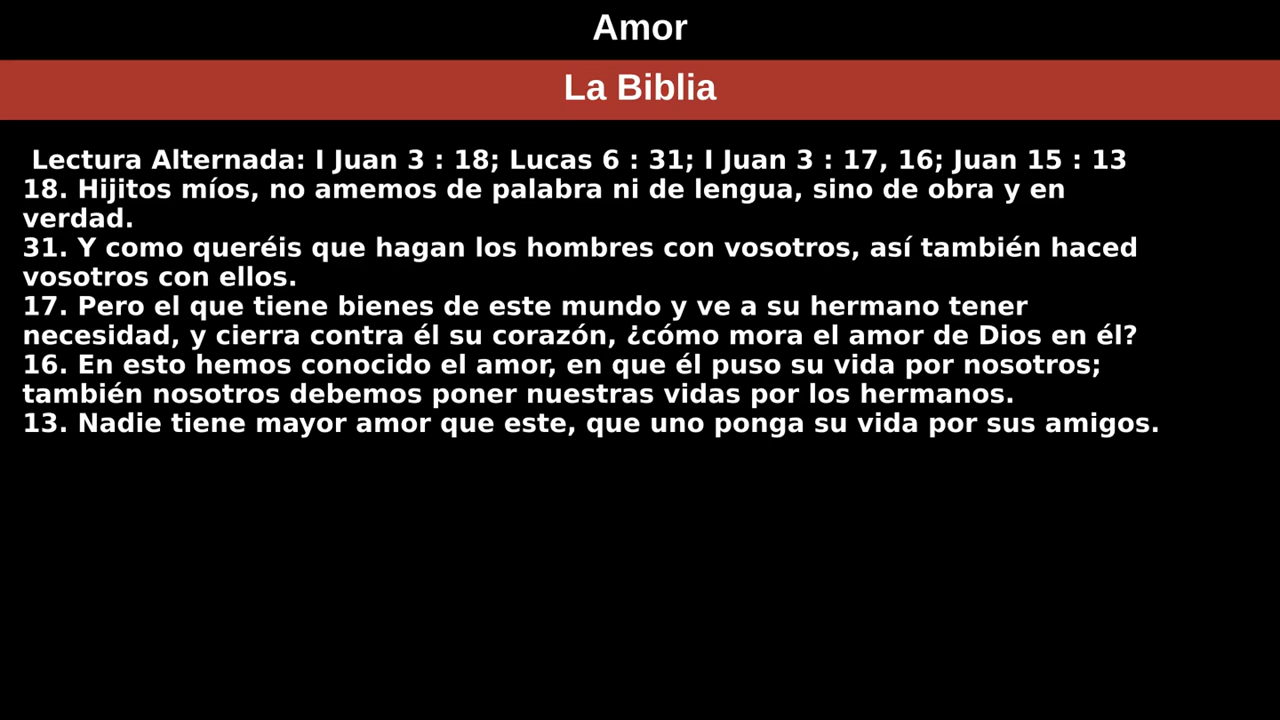 Amor
La Biblia
Lectura Alternada: I Juan 3 : 18; Lucas 6 : 31; I Juan 3 : 17, 16; Juan 15 : 13
18. Hijitos míos, no amemos de palabra ni de lengua, sino de obra y en
verdad.
31. Y como queréis que hagan los hombres con vosotros, así también haced
vosotros con ellos.
17. Pero el que tiene bienes de este mundo y ve a su hermano tener
necesidad, y cierra contra él su corazón, ¿cómo mora el amor de Dios en él?
16. En esto hemos conocido el amor, en que él puso su vida por nosotros;
también nosotros debemos poner nuestras vidas por los hermanos.
13. Nadie tiene mayor amor que este, que uno ponga su vida por sus amigos.